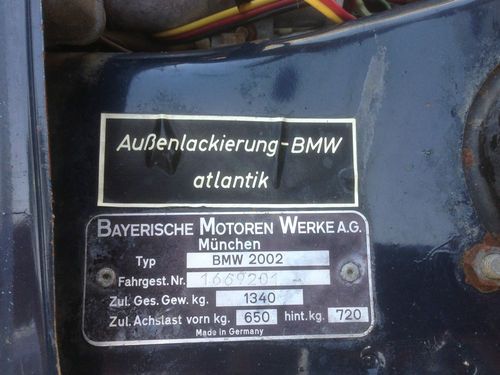 Außenlackierung-BMW
atlantik
BAYERISCHE MOTOREN WERKE A.G.
München
Typ BMW 2002
Fahrgest. Nr. 1669201
Zul. Ges. Gew. kg. 1340
Zul. Achslast vorn kg. 650 hint. kg. 720
Made in Germany